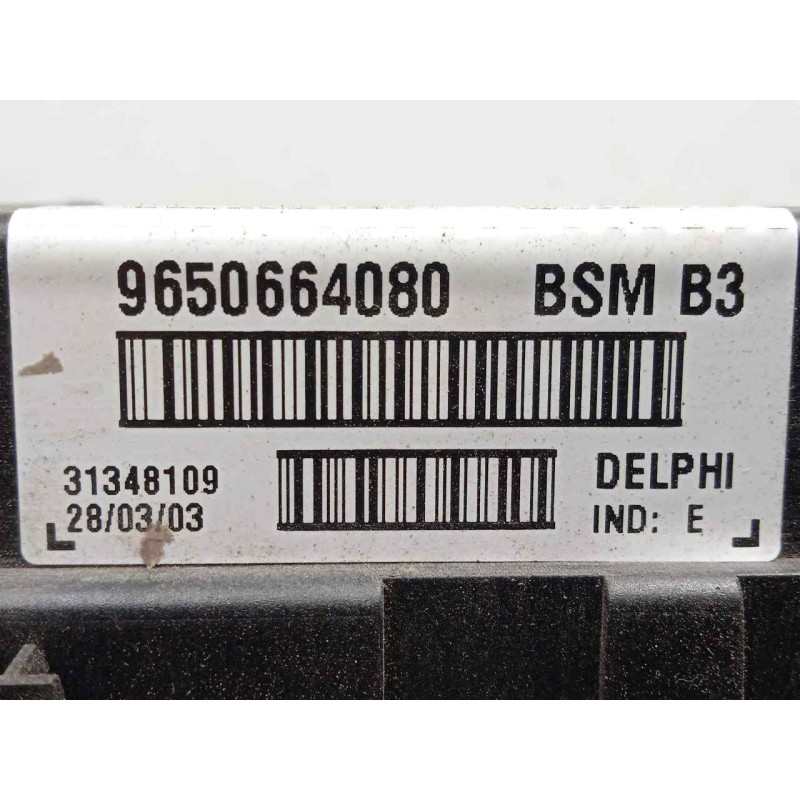 9650664080 BSM B3
31348109 DELPHI
28/03/03 IND: E